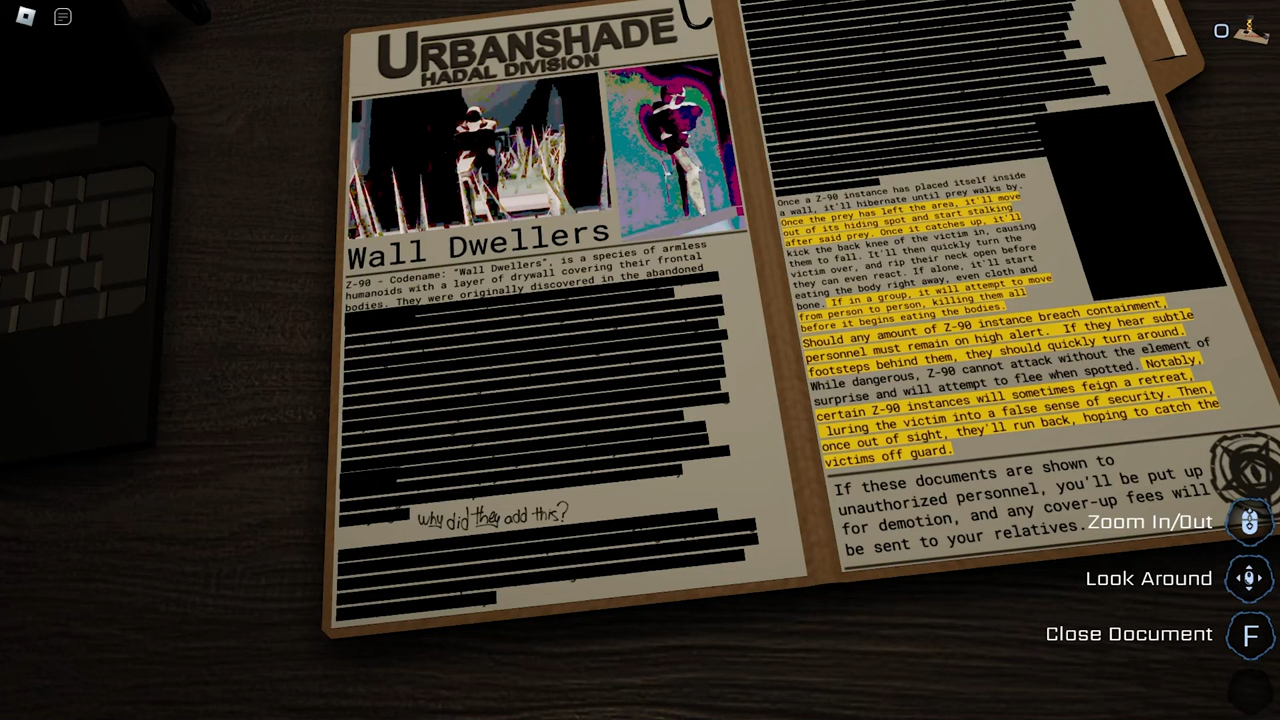 URBANSHADE
HADAL DIVISION
Wall Dwellers
Z-90 - Codename: "Wall Dwellers", is a species of armless
humanoids with a layer of drywall covering their frontal
bodies. They were originally discovered in the abandoned
why did they add this?
Once a Z-90 instance has placed itself inside
a wall, it'll hibernate until prey walks by.
Once the prey has left the area, it'll move
out of its hiding spot and start stalking
after said prey. Once it catches up, it'll
kick the back knee of the victim in, causing
them to fall. It'll then quickly turn the
victim over, and rip their neck open before
they can even react. If alone, it'll start
eating the body right away, even cloth and
bone. If in a group, it will attempt to move
from person to person, killing them all
before it begins eating the bodies.
Should any amount of Z-90 instance breach containment,
personnel must remain on high alert. If they hear subtle
footsteps behind them, they should quickly turn around.
While dangerous, Z-90 cannot attack without the element of
surprise and will attempt to flee when spotted. Notably,
certain Z-90 instances will sometimes feign a retreat,
luring the victim into a false sense of security. Then,
once out of sight, they'll run back, hoping to catch the
victims off guard.
If these documents are shown to
unauthorized personnel, you'll be put up
for demotion, and any cover-up fees will
be sent to your relatives.
Zoom In/Out
Look Around
Close Document
F